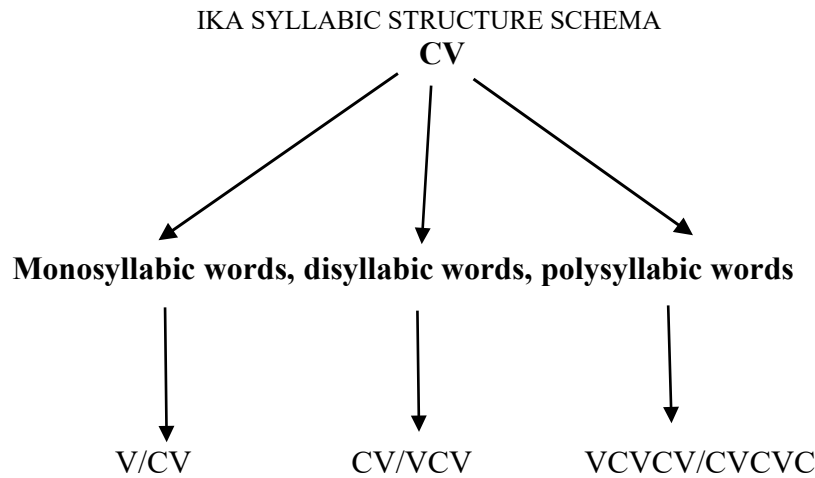 IKA SYLLABIC STRUCTURE SCHEMA
CV
Monosyllabic words, disyllabic words, polysyllabic words
V/CV CV/VCV VCVCV/CVCVC